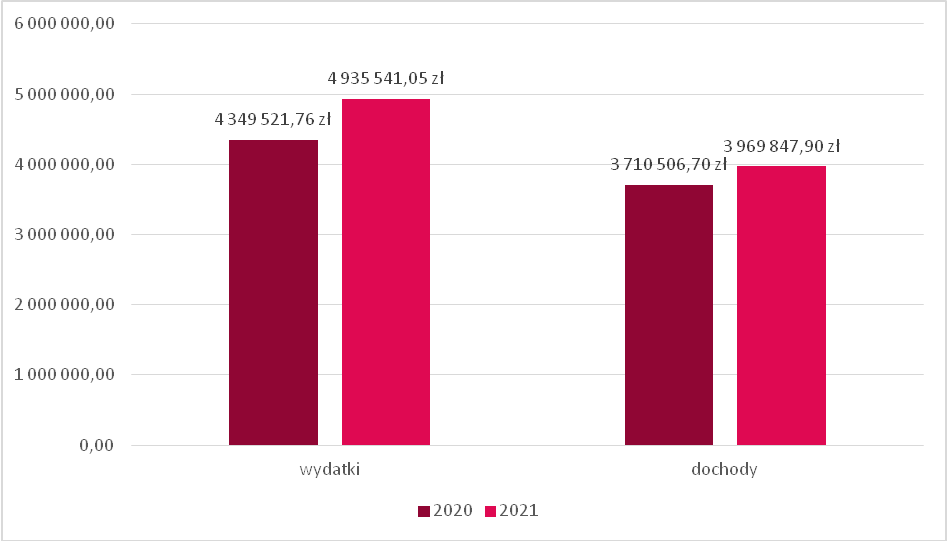 6 000 000,00
4 935 541,05 zł
5 000 000,00
4 349 521,76 zł
3 969 847,90 zł
4 000 000,00
3 710 506,70 zł
3 000 000,00
2 000 000,00
1 000 000,00
0,00
wydatki dochody
2020 2021